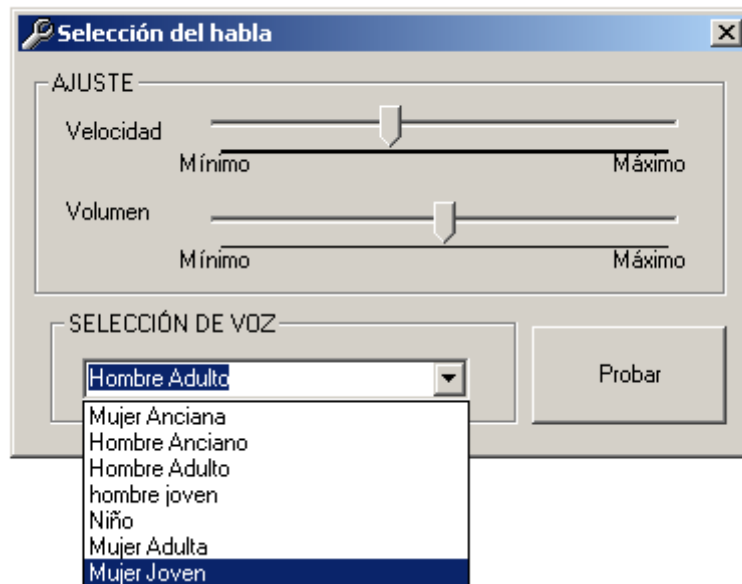 Selección del habla
AJUSTE
Velocidad
Mínimo Máximo
Volumen
Mínimo Máximo
SELECCIÓN DE VOZ
Hombre Adulto
Probar
Mujer Anciana
Hombre Anciano
Hombre Adulto
hombre joven
Niño
Mujer Adulta
Mujer Joven